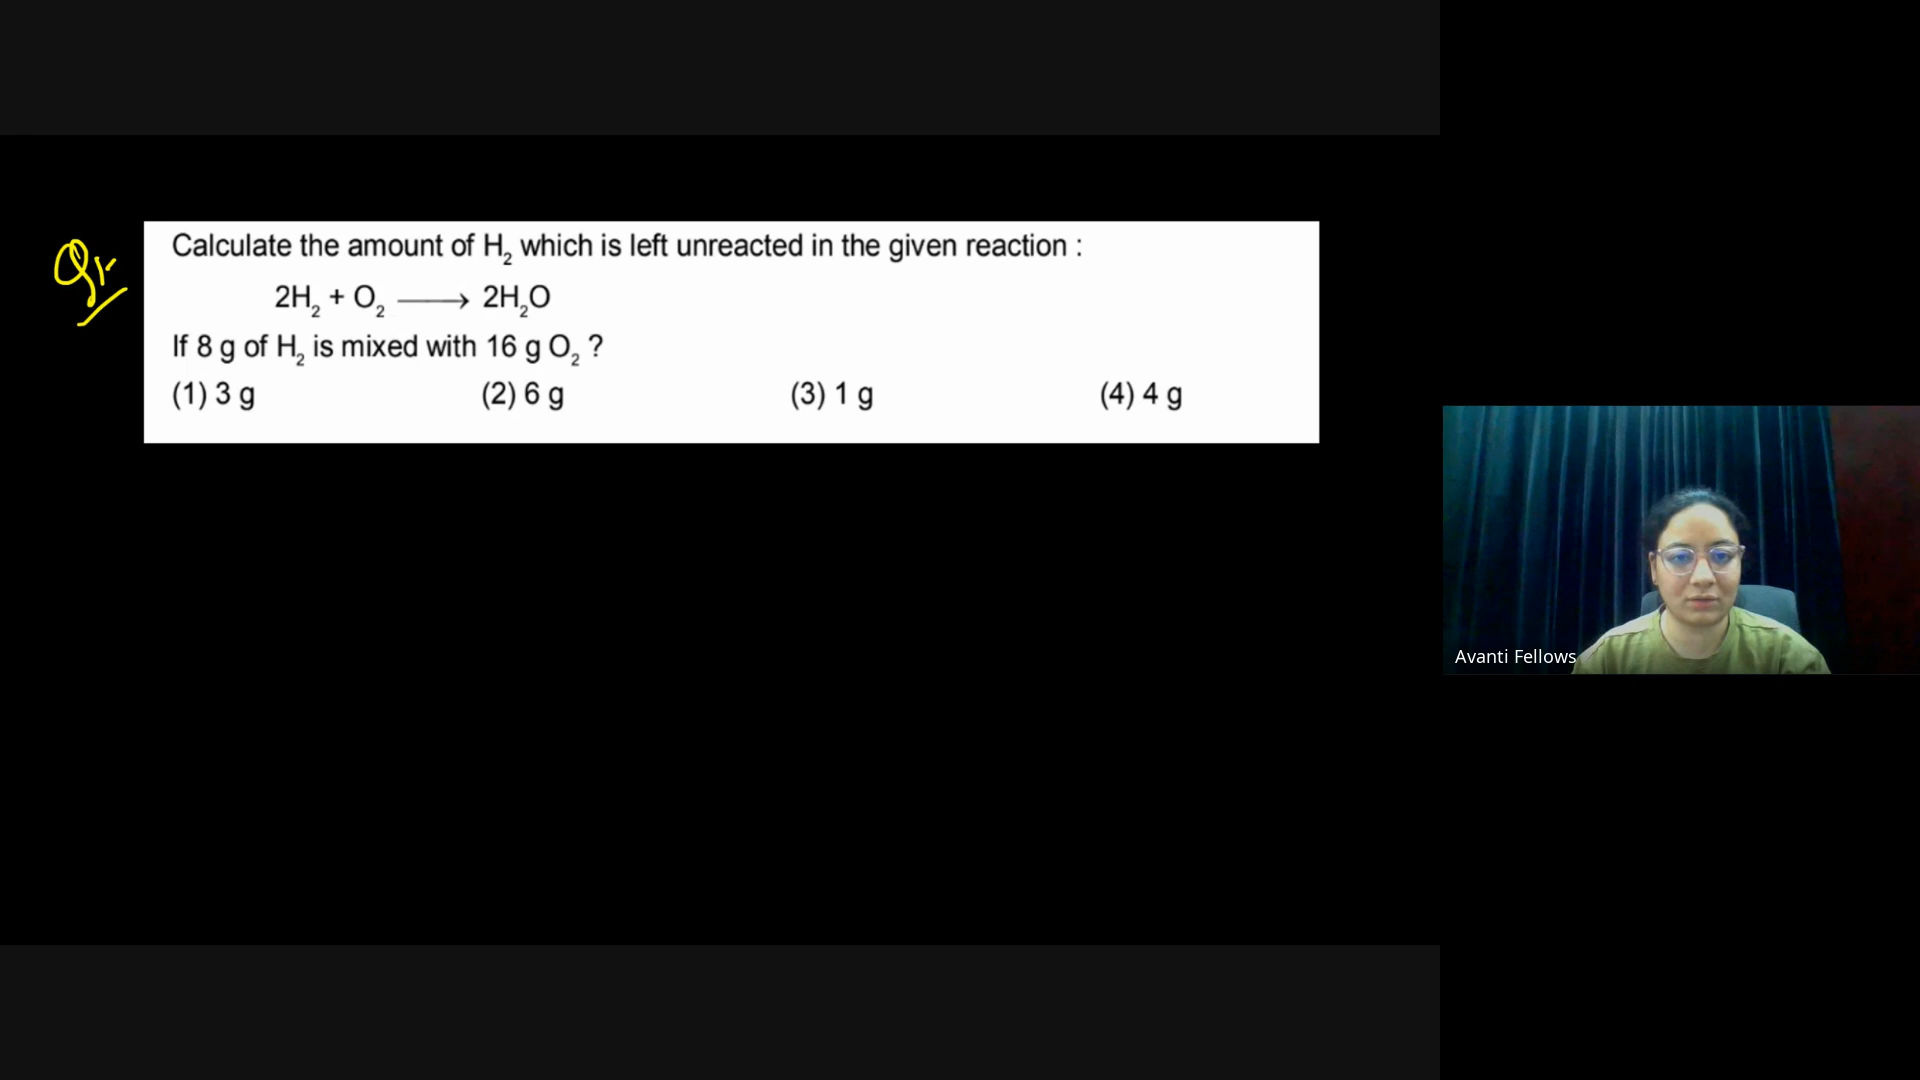 Q1.
Calculate the amount of H₂ which is left unreacted in the given reaction :
2H₂ + O₂ ⟶ 2H₂O
If 8 g of H₂ is mixed with 16 g O₂ ?
(1) 3 g (2) 6 g (3) 1 g (4) 4 g
Avanti Fellows